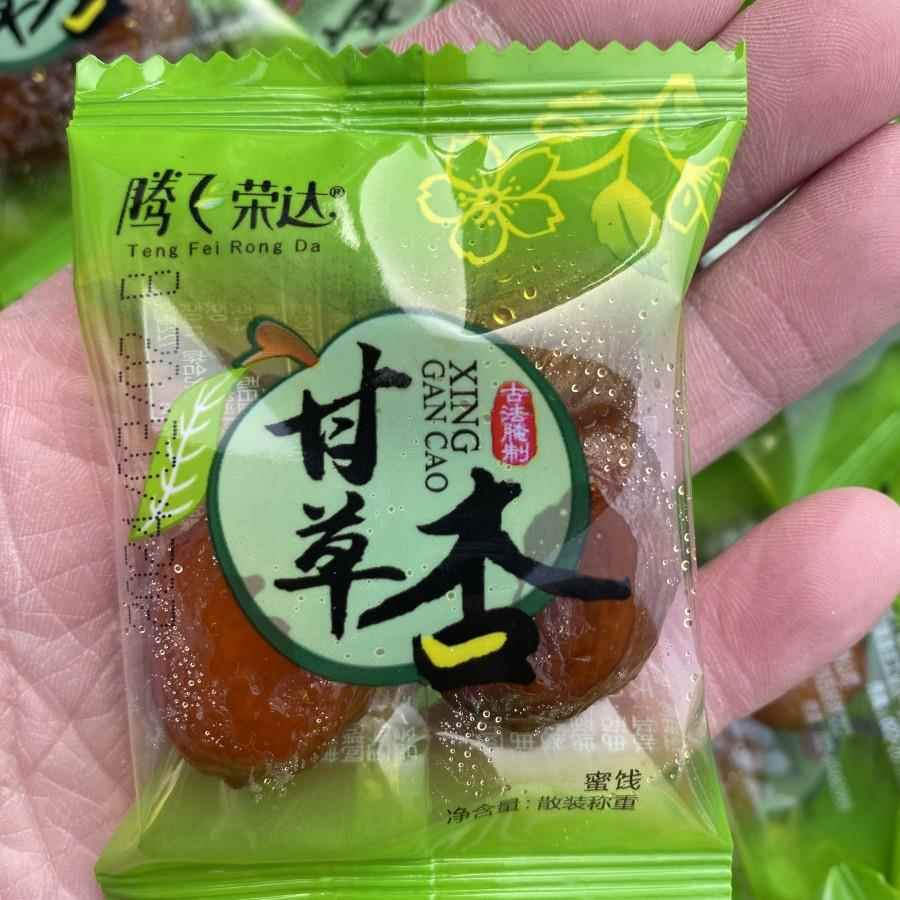 腾飞荣达®
Teng Fei Rong Da
甘草
杏
XING
GAN CAO
古法腌制
蜜饯
净含量：散装称重